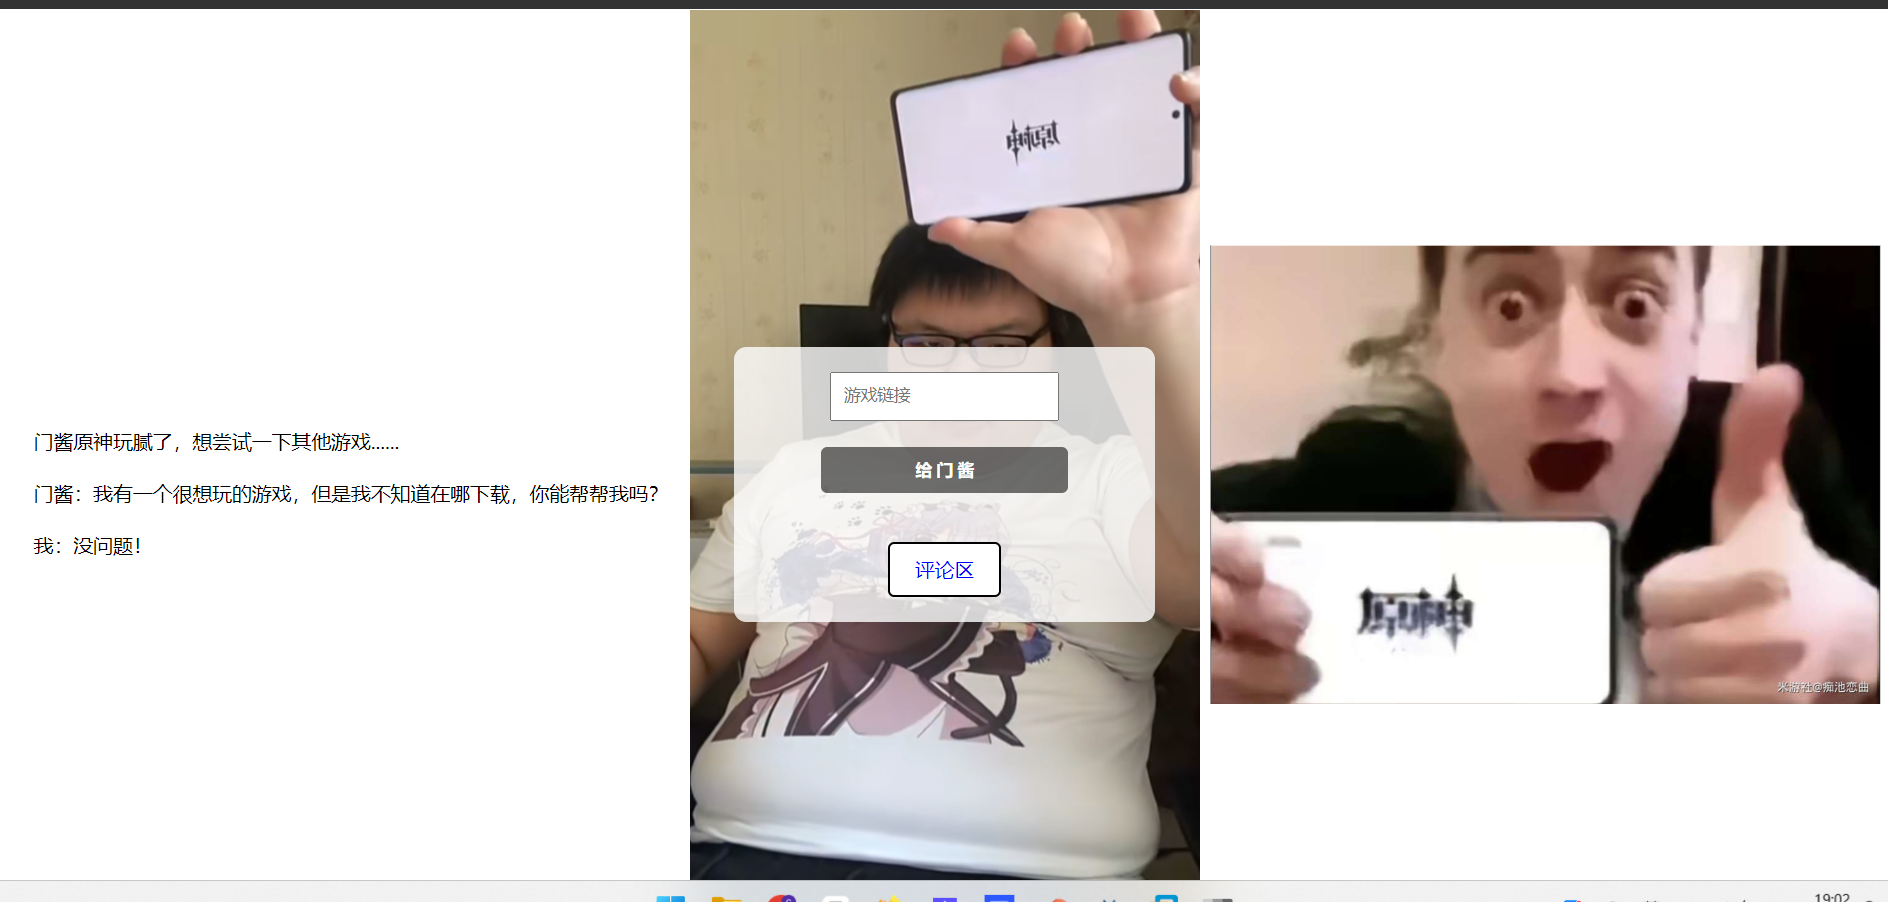 门酱原神玩腻了，想尝试一下其他游戏......
门酱：我有一个很想玩的游戏，但是我不知道在哪下载，你能帮帮我吗？
我：没问题！
原神
游戏链接
给门酱
评论区
原神
米游社@痴池恋曲
19:02